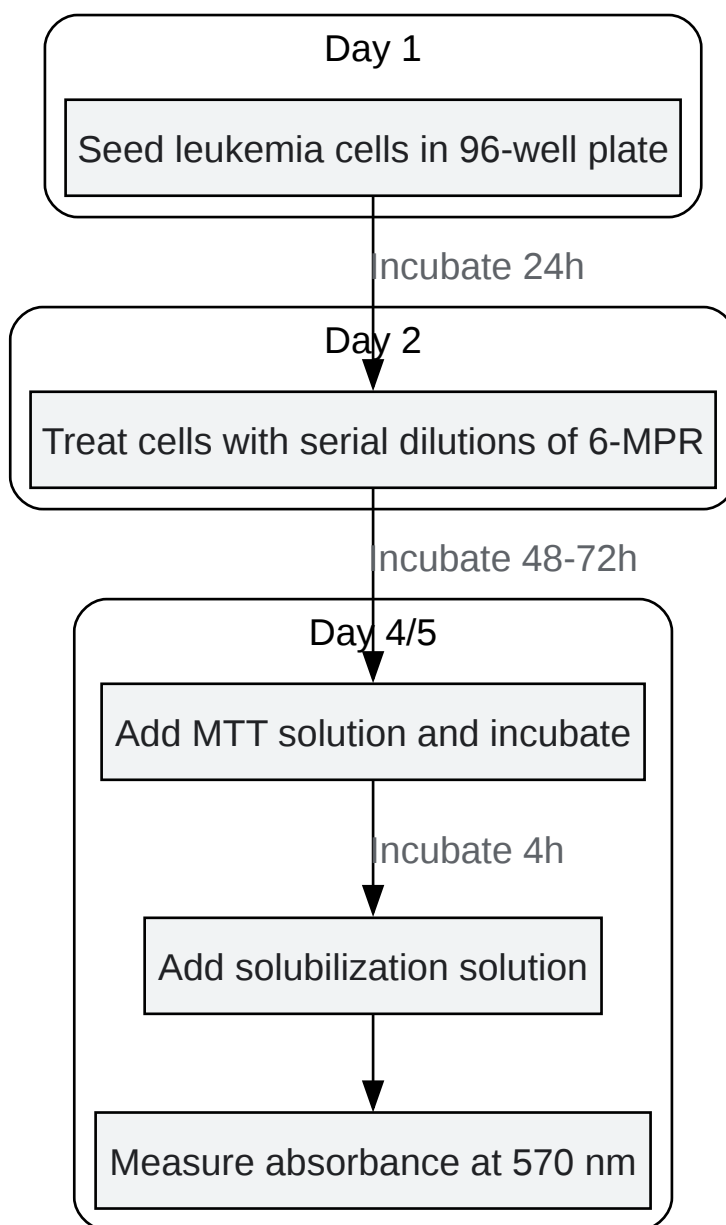 Day 1
Seed leukemia cells in 96-well plate
Incubate 24h
Day 2
Treat cells with serial dilutions of 6-MPR
Incubate 48-72h
Day 4/5
Add MTT solution and incubate
Incubate 4h
Add solubilization solution
Measure absorbance at 570 nm